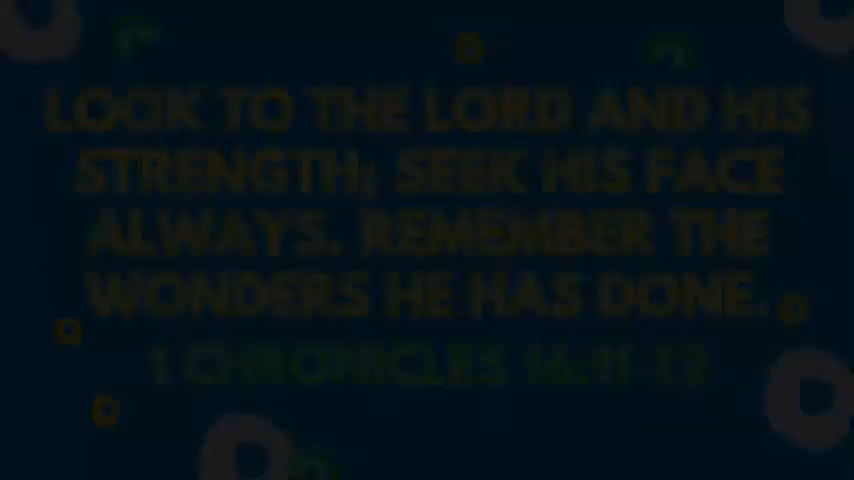 LOOK TO THE LORD AND HIS
STRENGTH; SEEK HIS FACE
ALWAYS. REMEMBER THE
WONDERS HE HAS DONE.
1 CHRONICLES 16:11-12